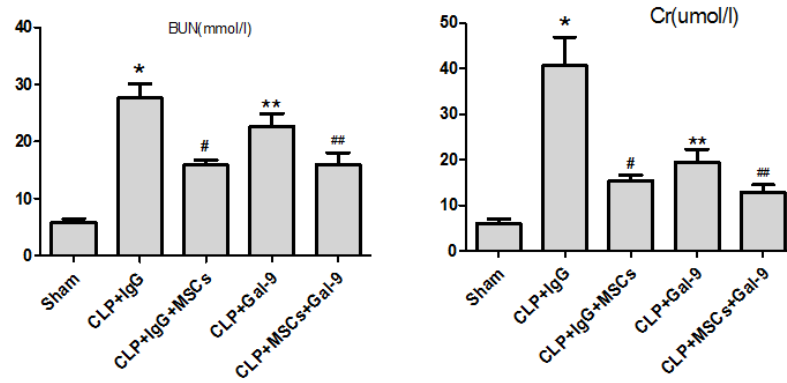 BUN(mmol/l)
40
30
20
10
0
*
#
**
##
Sham
CLP+IgG
CLP+IgG+MSCs
CLP+Gal-9
CLP+MSCs+Gal-9
Cr(umol/l)
50
40
30
20
10
0
*
#
**
##
Sham
CLP+IgG
CLP+IgG+MSCs
CLP+Gal-9
CLP+MSCs+Gal-9